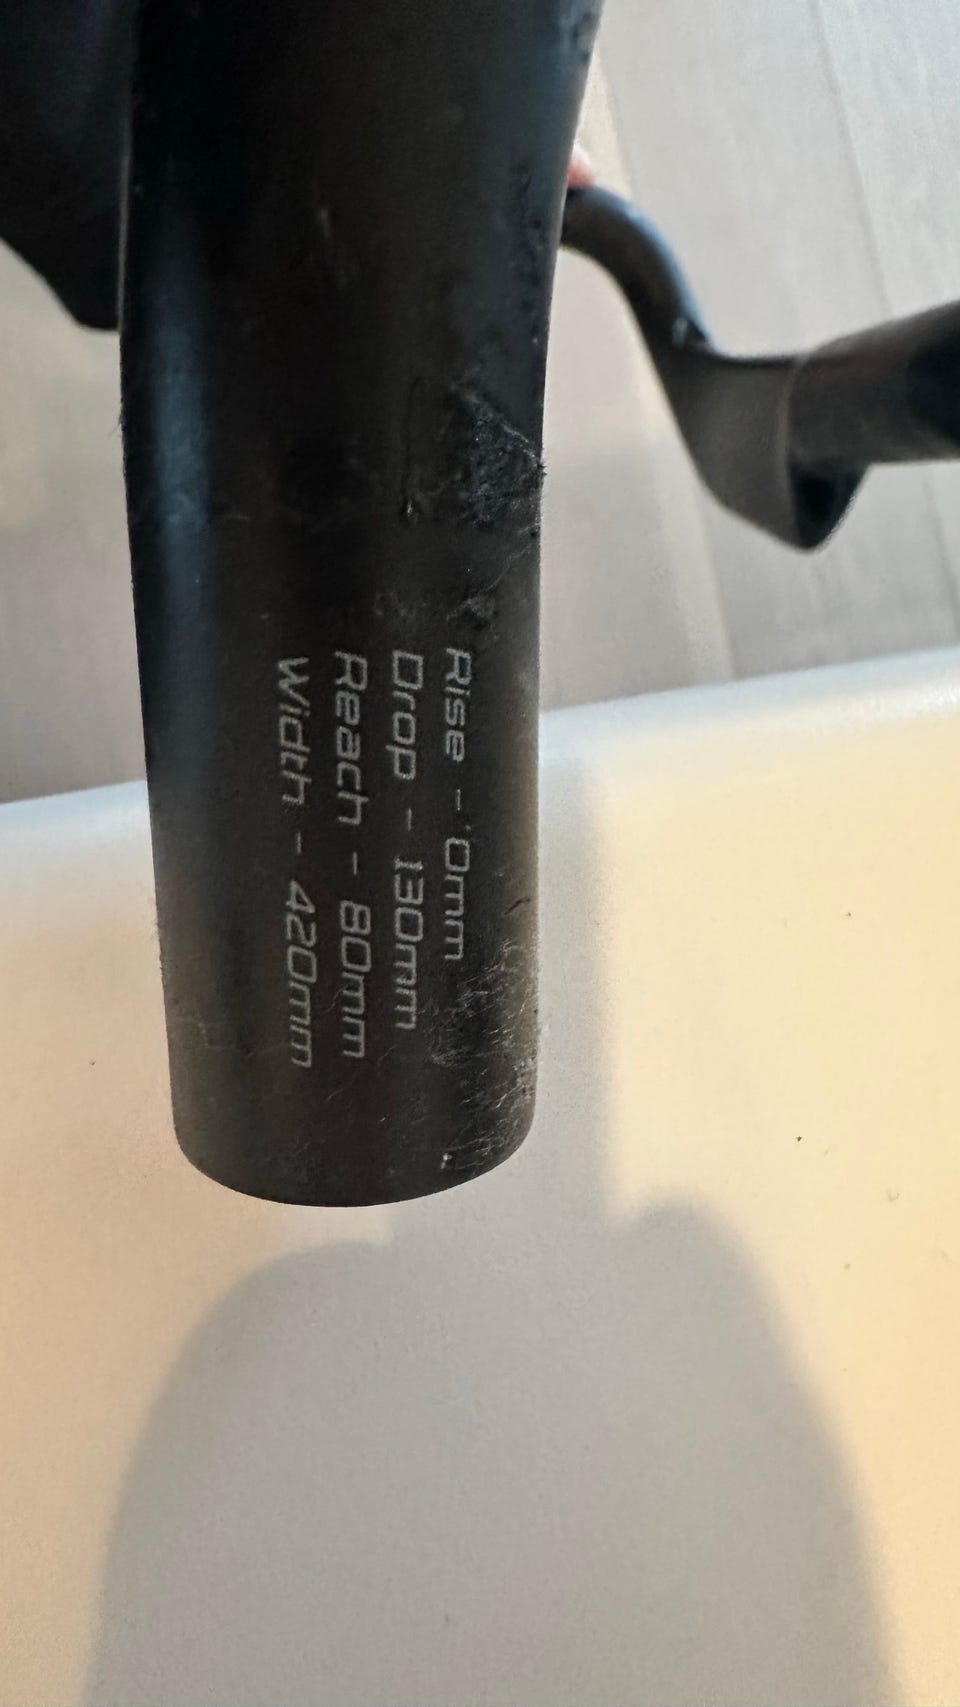 Rise - 0mm
Drop - 130mm
Reach - 80mm
Width - 420mm